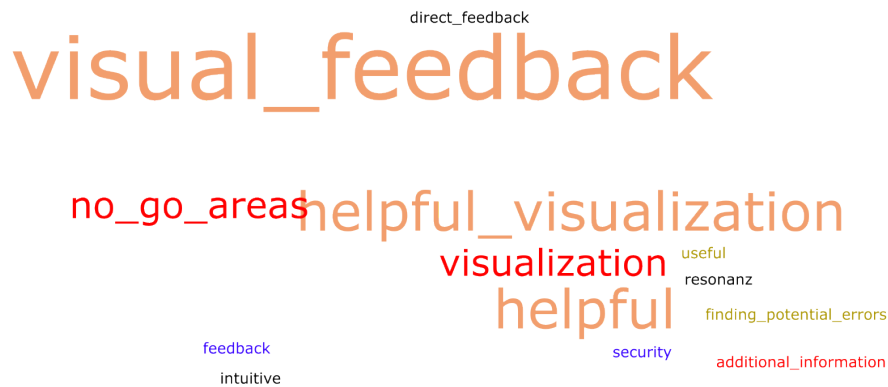 direct_feedback
visual_feedback
no_go_areas helpful_visualization
useful
visualization
resonanz
helpful
finding_potential_errors
feedback
security
additional_information
intuitive